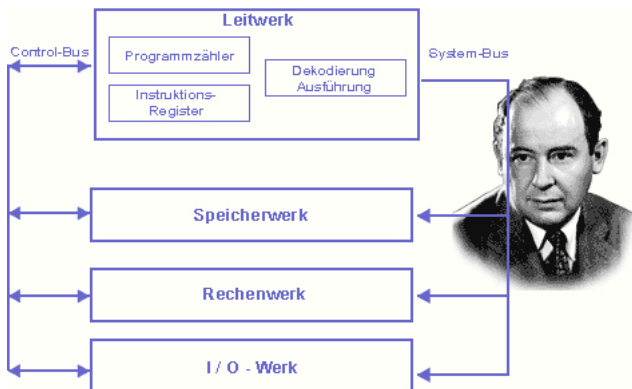 Leitwerk
Control-Bus
System-Bus
Programmzähler
Dekodierung
Ausführung
Instruktions-
Register
Speicherwerk
Rechenwerk
I / O - Werk